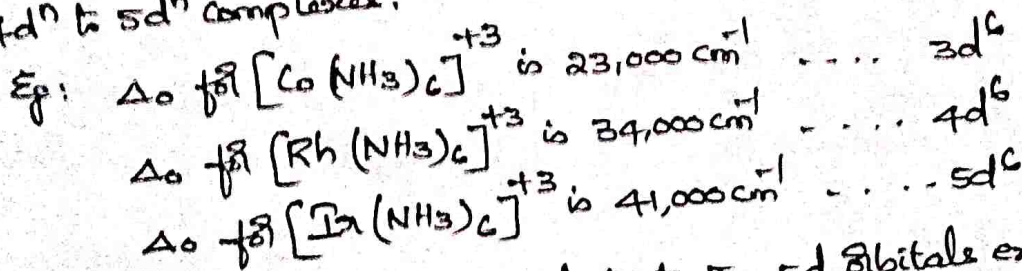 4dⁿ to 5dⁿ complexes.
Eg: Δo for [Co(NH3)6]+3 is 23,000 cm-1 .... 3d6
Δo for [Rh(NH3)6]+3 is 34,000 cm-1 .... 4d6
Δo for [Ir(NH3)6]+3 is 41,000 cm-1 .... 5d6
d orbitals